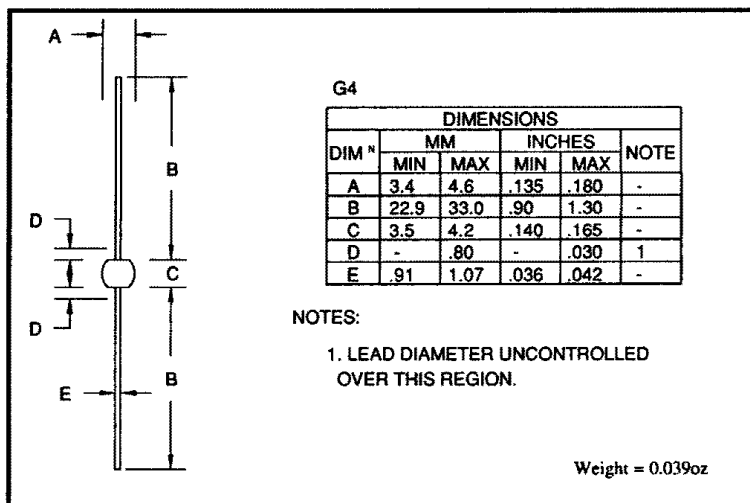 A
G4
DIMENSIONS
DIM N MM INCHES NOTE
MIN MAX MIN MAX
A 3.4 4.6 .135 .180 -
B 22.9 33.0 .90 1.30 -
C 3.5 4.2 .140 .165 -
D - .80 - .030 1
E .91 1.07 .036 .042 -
B
D
C
D
E
B
NOTES:
1. LEAD DIAMETER UNCONTROLLED
OVER THIS REGION.
Weight = 0.039oz